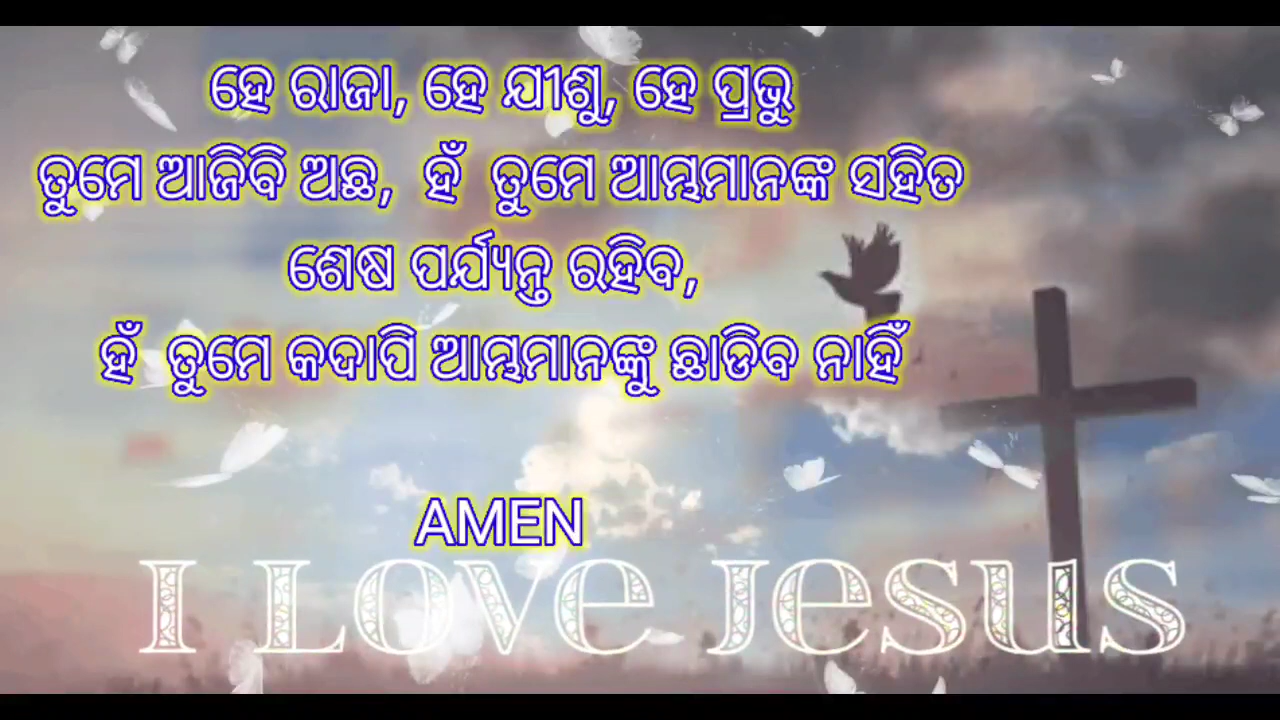 ହେ ରାଜା, ହେ ଯୀଶୁ, ହେ ପ୍ରଭୁ
ତୁମେ ଆଜିବି ଅଛ, ହଁ ତୁମେ ଆମ୍ଭମାନଙ୍କ ସହିତ
ଶେଷ ପର୍ଯ୍ୟନ୍ତ ରହିବ,
ହଁ ତୁମେ କଦାପି ଆମ୍ଭମାନଙ୍କୁ ଛାଡିବ ନାହିଁ
AMEN
I LOVe Jesus